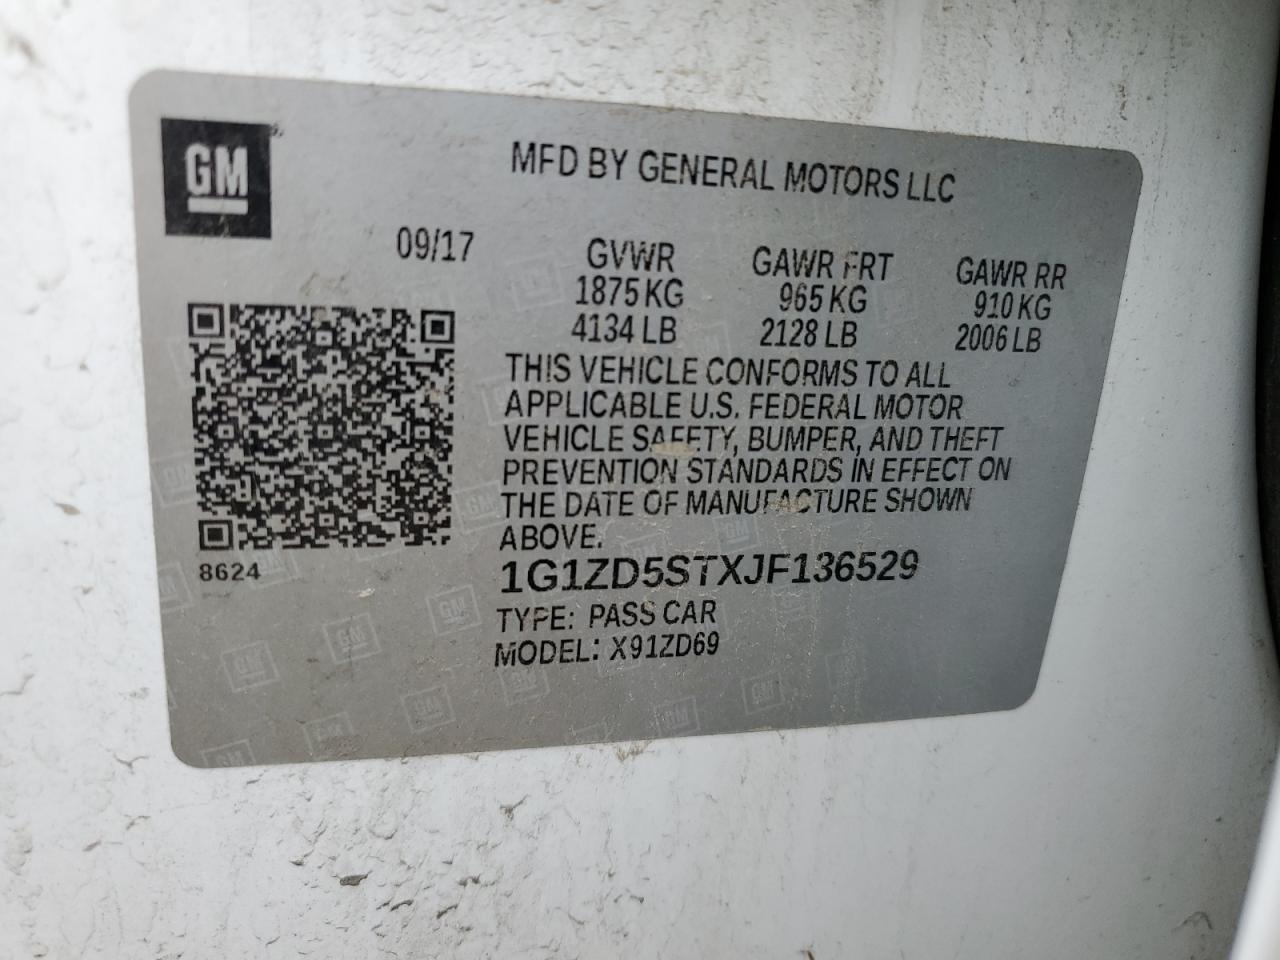 GM
MFD BY GENERAL MOTORS LLC
09/17
GVWR GAWR FRT GAWR RR
1875 KG 965 KG 910 KG
4134 LB 2128 LB 2006 LB
THIS VEHICLE CONFORMS TO ALL
APPLICABLE U.S. FEDERAL MOTOR
VEHICLE SAFETY, BUMPER, AND THEFT
PREVENTION STANDARDS IN EFFECT ON
THE DATE OF MANUFACTURE SHOWN
ABOVE.
8624
1G1ZD5STXJF136529
TYPE: PASS CAR
MODEL: X91ZD69